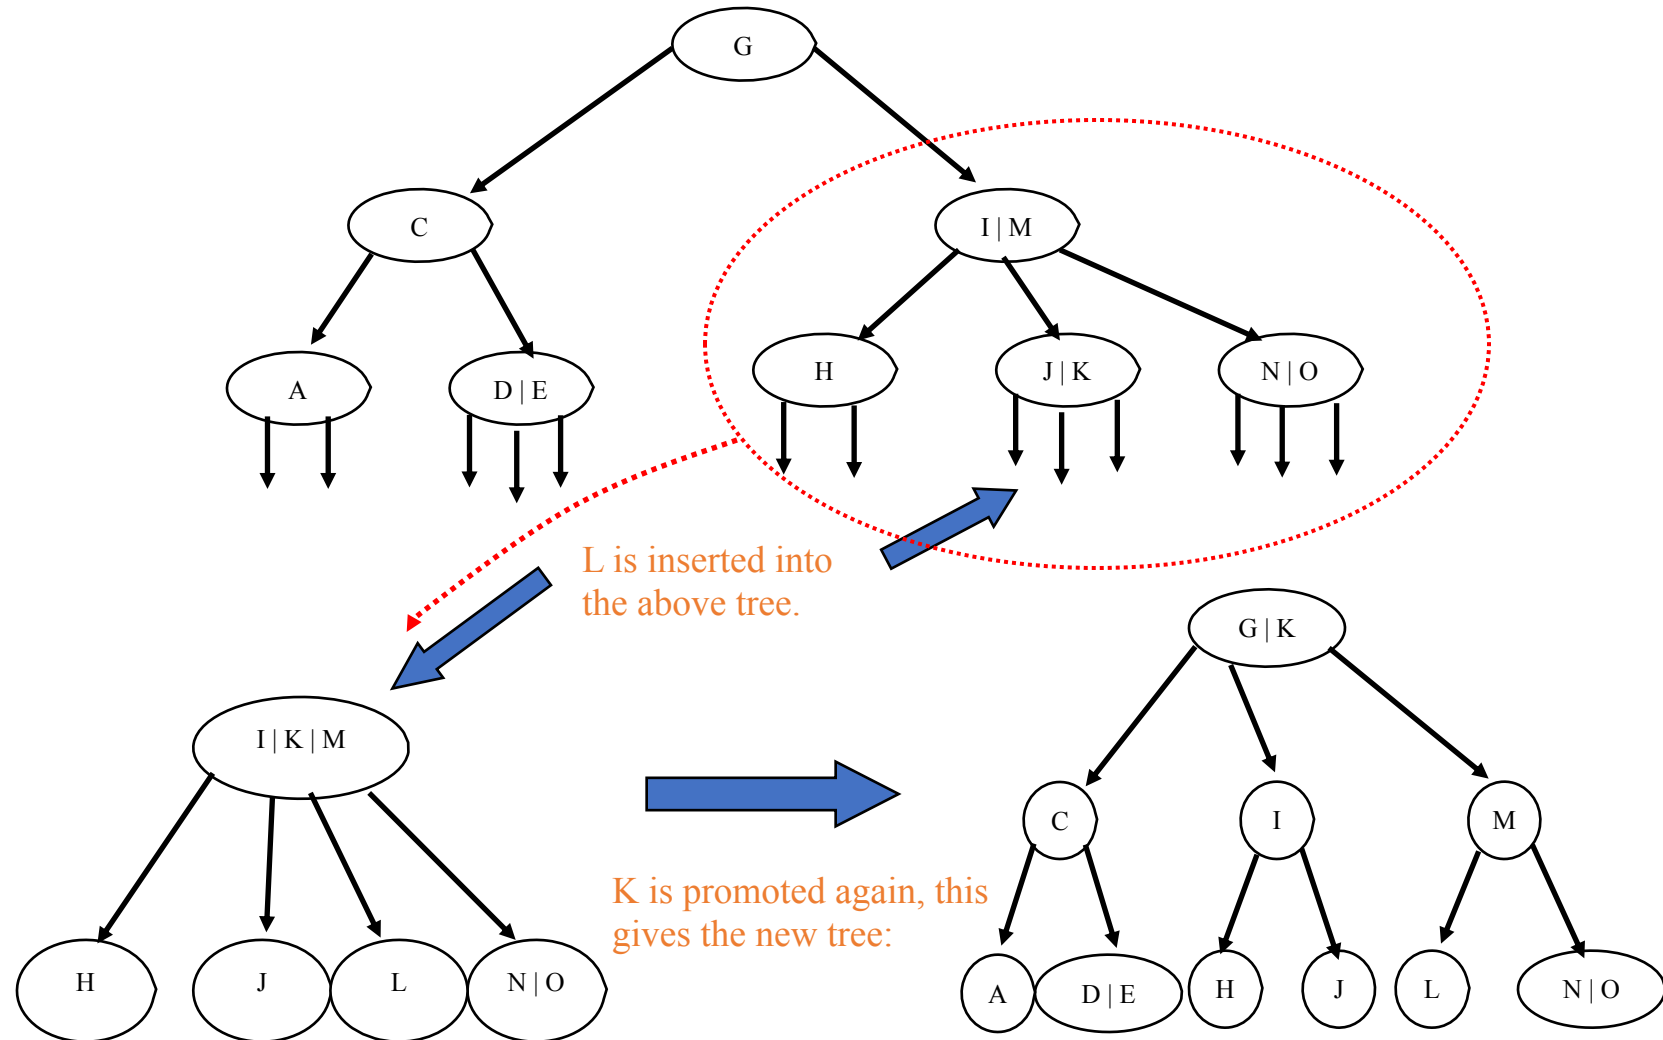 G
C
I | M
A
D | E
H
J | K
N | O
L is inserted into
the above tree.
I | K | M
H
J
L
N | O
K is promoted again, this
gives the new tree:
G | K
C
I
M
A
D | E
H
J
L
N | O